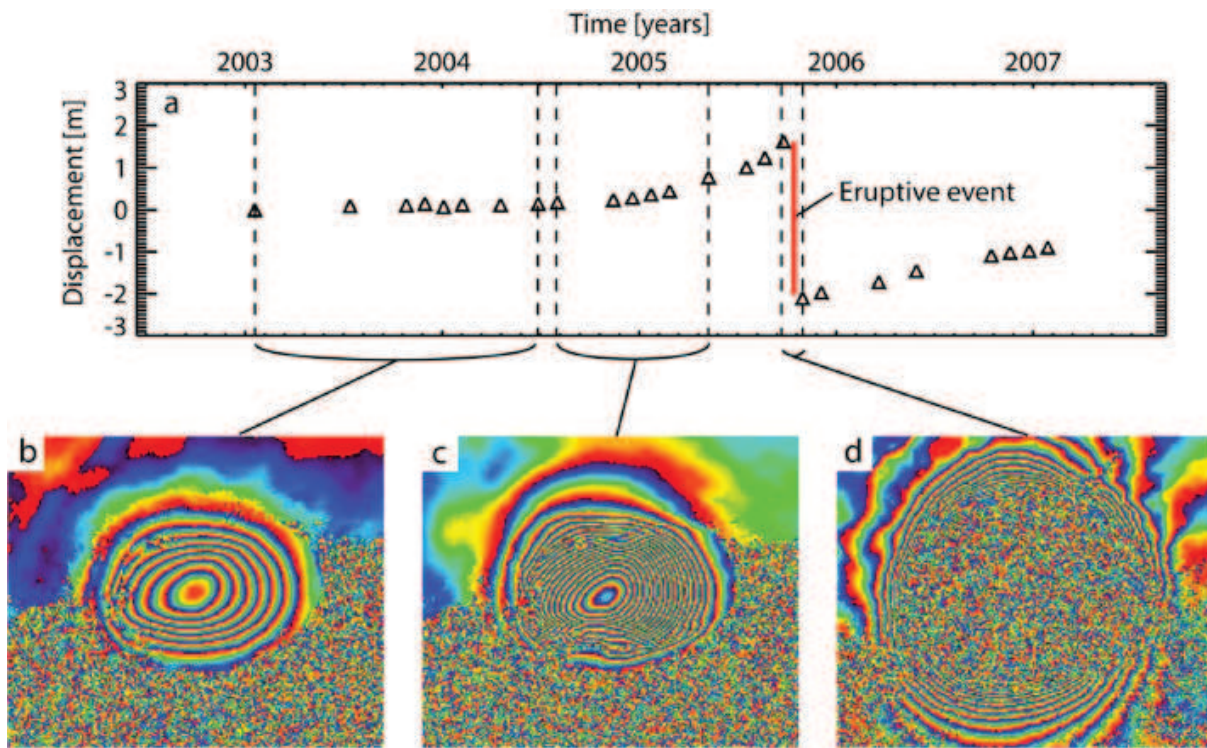 Time [years]
2003 2004 2005 2006 2007
Displacement [m]
a
3
2
1
0
-1
-2
-3
Eruptive event
b
c
d